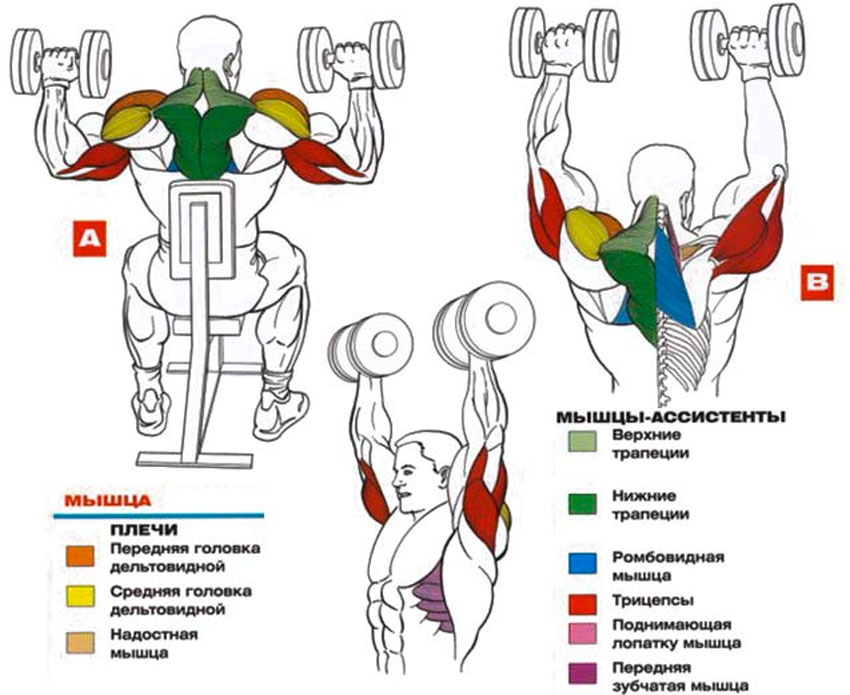 A
B
МЫШЦА
ПЛЕЧИ
Передняя головка
дельтовидной
Средняя головка
дельтовидной
Надостная
мышца
МЫШЦЫ-АССИСТЕНТЫ
Верхние
трапеции
Нижние
трапеции
Ромбовидная
мышца
Трицепсы
Поднимающая
лопатку мышца
Передняя
зубчатая мышца